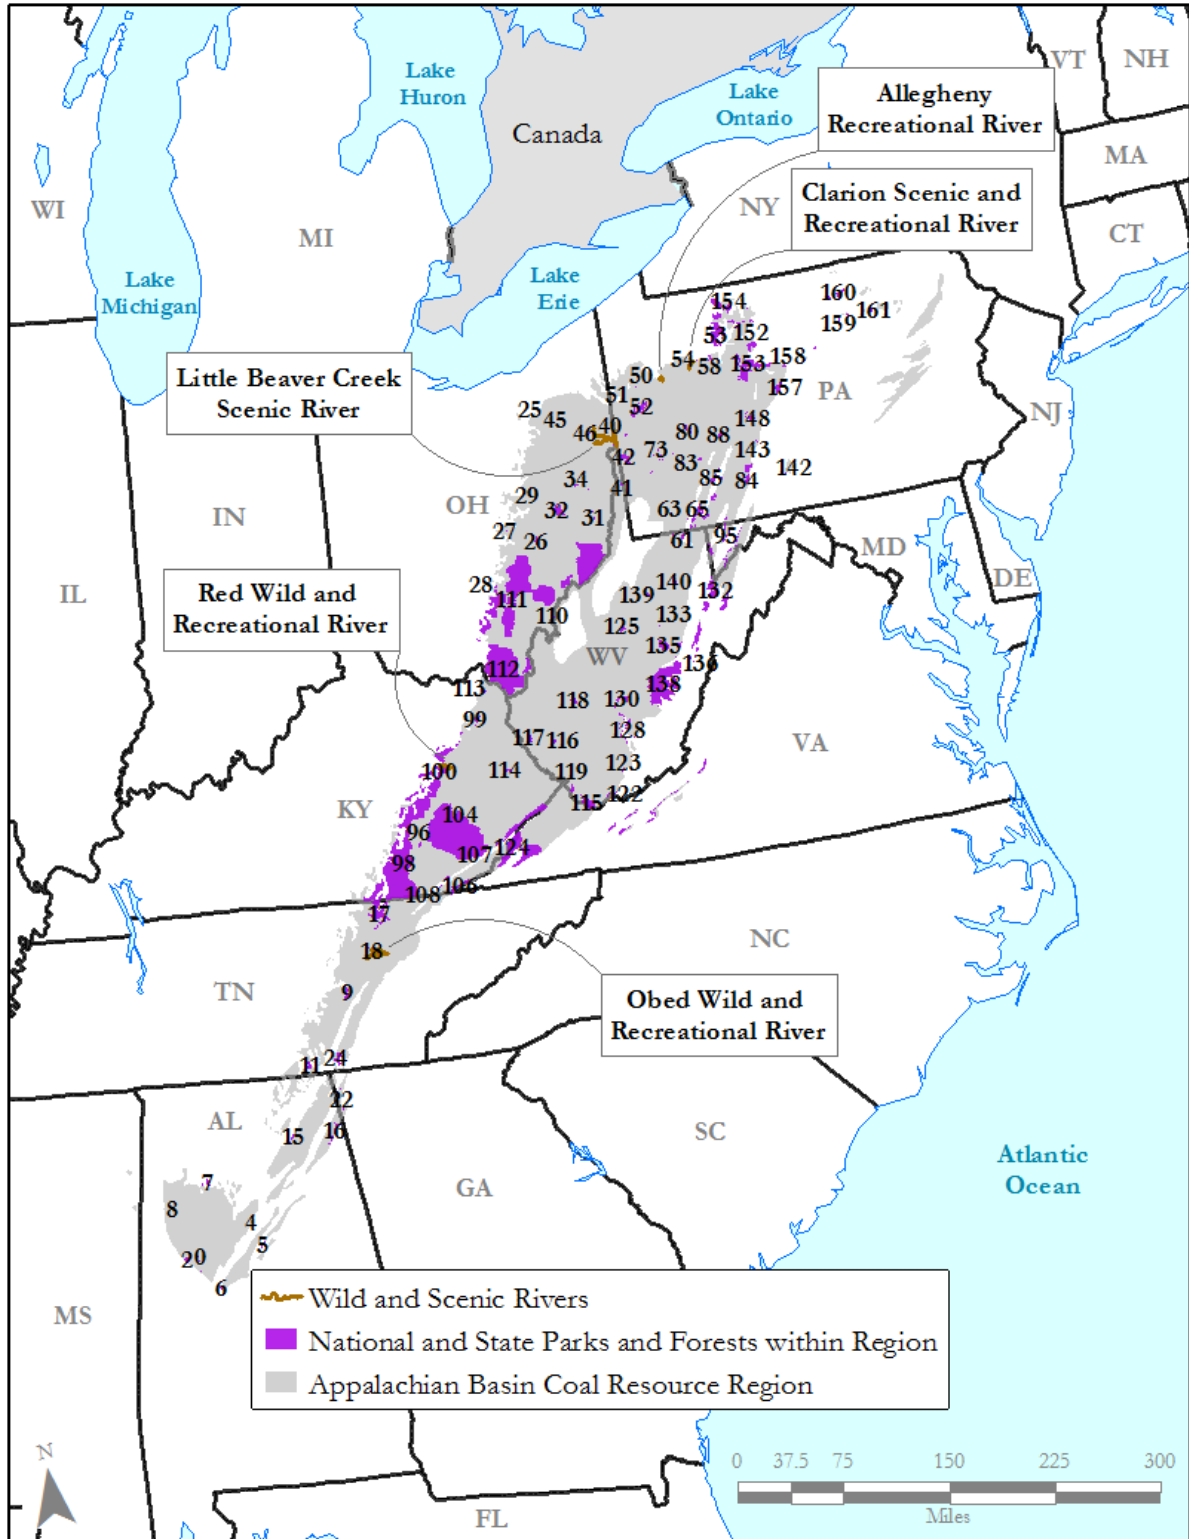 VT
NH
Lake
Huron
Lake
Ontario
Allegheny
Recreational River
Canada
MA
WI
MI
NY
Clarion Scenic and
Recreational River
CT
Lake
Michigan
Lake
Erie
160
154
161
159
53
152
54
58
153
158
50
157
PA
NJ
Little Beaver Creek
Scenic River
51
52
25
45
46
40
148
80
88
73
143
42
83
142
34
85
84
41
29
OH
32
31
63
65
IN
27
26
61
95
MD
DE
IL
Red Wild and
Recreational River
28
111
140
139
132
110
133
125
135
WV
136
112
138
113
118
130
99
128
117
116
VA
123
100
114
119
122
115
KY
104
96
124
107
98
106
108
17
NC
18
TN
9
Obed Wild and
Recreational River
24
11
22
AL
16
15
SC
Atlantic
Ocean
7
GA
8
4
5
20
6
MS
Wild and Scenic Rivers
National and State Parks and Forests within Region
Appalachian Basin Coal Resource Region
N
0 37.5 75 150 225 300
Miles
FL